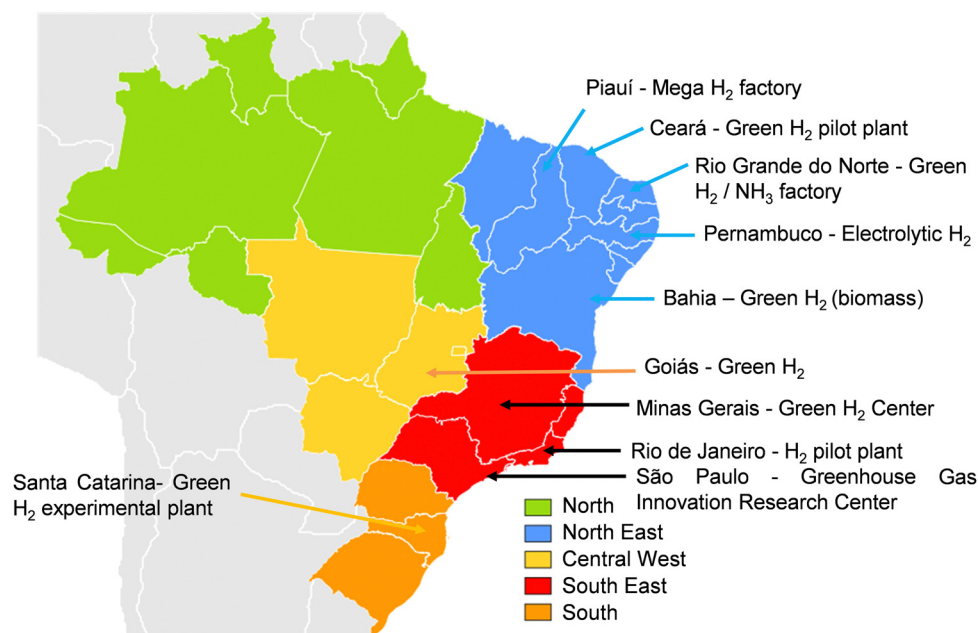 Piauí - Mega H₂ factory
Ceará - Green H₂ pilot plant
Rio Grande do Norte - Green
H₂ / NH₃ factory
Pernambuco - Electrolytic H₂
Bahia – Green H₂ (biomass)
Goiás - Green H₂
Minas Gerais - Green H₂ Center
Rio de Janeiro - H₂ pilot plant
São Paulo - Greenhouse Gas
Innovation Research Center
Santa Catarina- Green
H₂ experimental plant
North
North East
Central West
South East
South